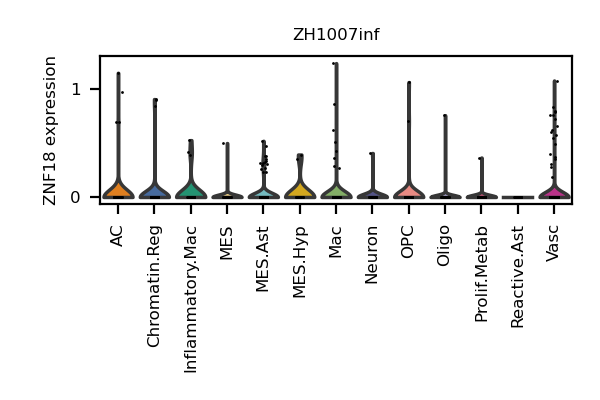 ZH1007inf
ZNF18 expression
1
0
AC
Chromatin.Reg
Inflammatory.Mac
MES
MES.Ast
MES.Hyp
Mac
Neuron
OPC
Oligo
Prolif.Metab
Reactive.Ast
Vasc